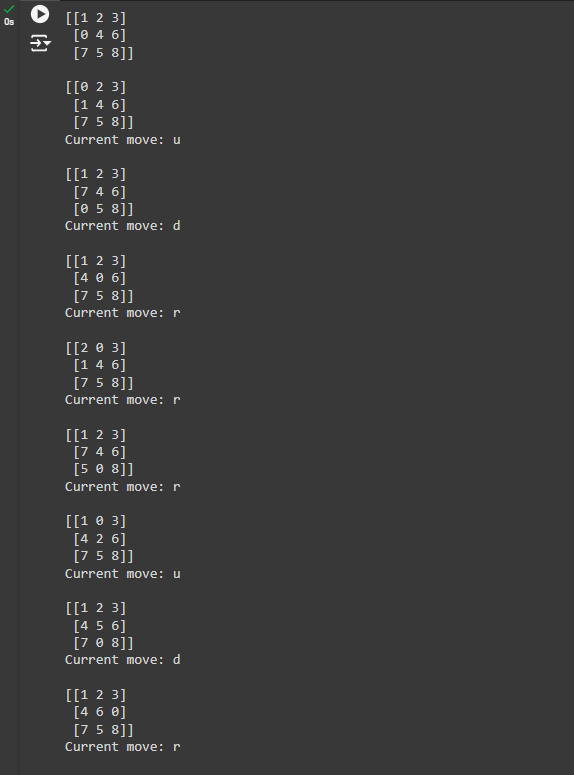 0s
[[1 2 3]
[0 4 6]
[7 5 8]]
[[0 2 3]
[1 4 6]
[7 5 8]]
Current move: u
[[1 2 3]
[7 4 6]
[0 5 8]]
Current move: d
[[1 2 3]
[4 0 6]
[7 5 8]]
Current move: r
[[2 0 3]
[1 4 6]
[7 5 8]]
Current move: r
[[1 2 3]
[7 4 6]
[5 0 8]]
Current move: r
[[1 0 3]
[4 2 6]
[7 5 8]]
Current move: u
[[1 2 3]
[4 5 6]
[7 0 8]]
Current move: d
[[1 2 3]
[4 6 0]
[7 5 8]]
Current move: r